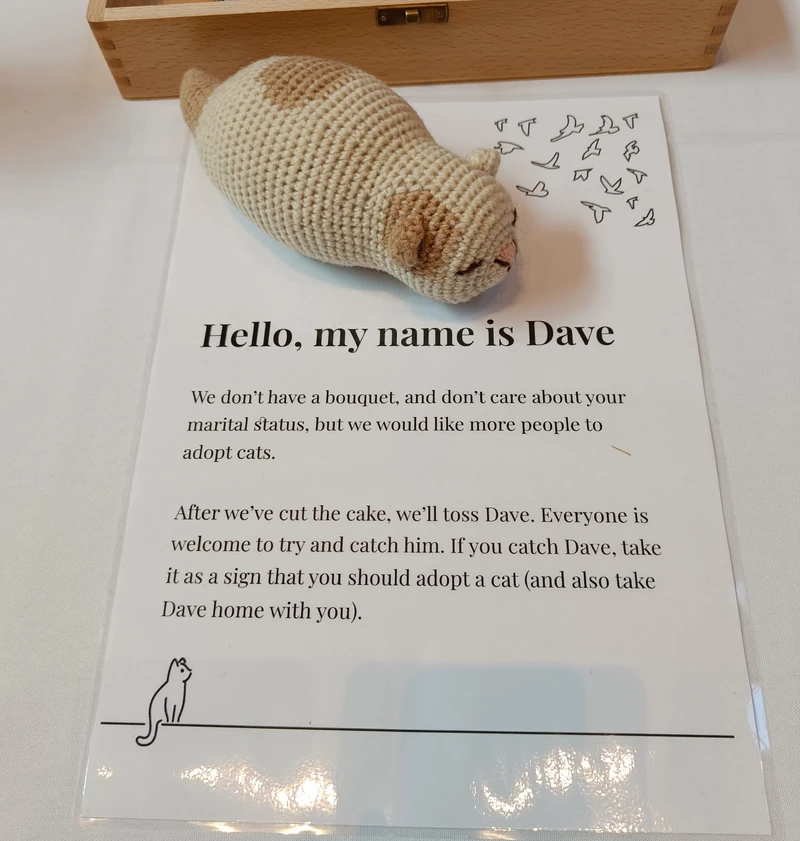 Hello, my name is Dave
We don’t have a bouquet, and don’t care about your
marital status, but we would like more people to
adopt cats.
After we’ve cut the cake, we’ll toss Dave. Everyone is
welcome to try and catch him. If you catch Dave, take
it as a sign that you should adopt a cat (and also take
Dave home with you).